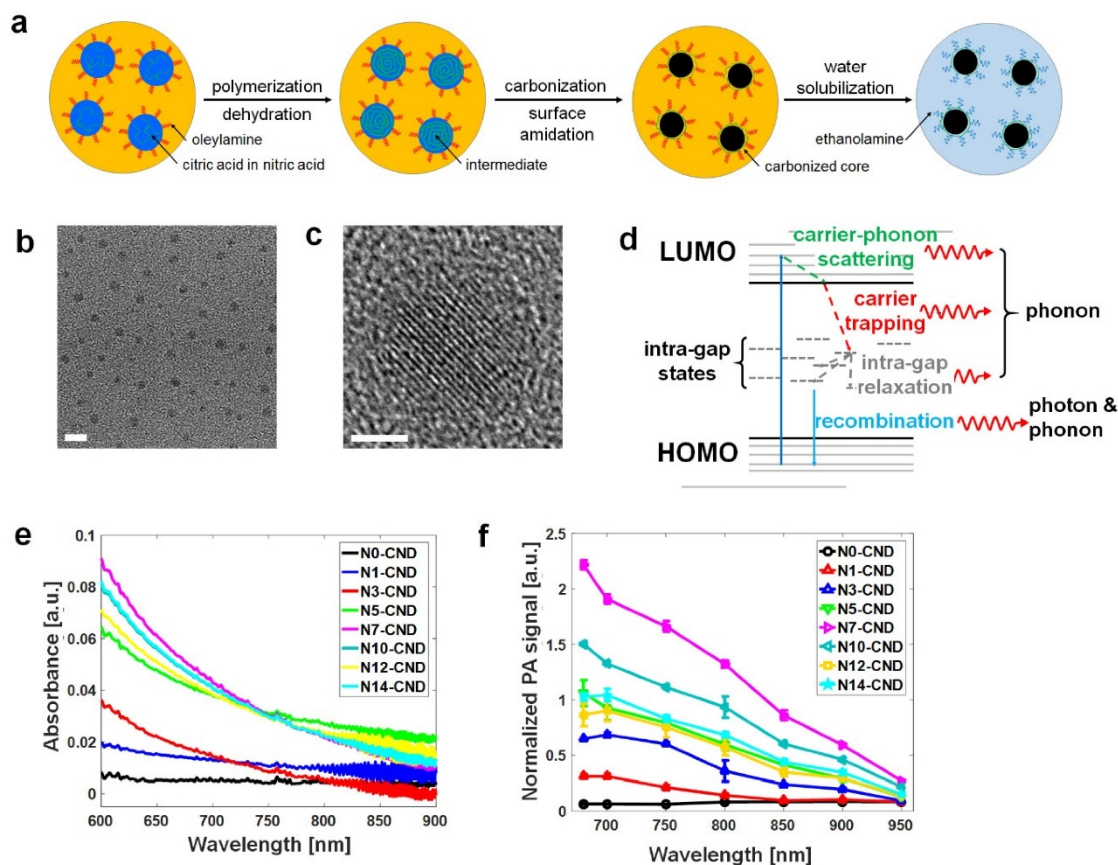 a
polymerization
dehydration
oleylamine
citric acid in nitric acid
carbonization
surface
amidation
intermediate
water
solubilization
carbonized core
ethanolamine
b
c
d
LUMO
carrier-phonon
scattering
carrier
trapping
phonon
intra-gap
states
intra-gap
relaxation
recombination
photon &
phonon
HOMO
e
Absorbance [a.u.]
0.1
0.08
0.06
0.04
0.02
0
600
650
700
750
800
850
900
Wavelength [nm]
N0-CND
N1-CND
N3-CND
N5-CND
N7-CND
N10-CND
N12-CND
N14-CND
f
Normalized PA signal [a.u.]
2.5
2
1.5
1
0.5
0
700
750
800
850
900
950
Wavelength [nm]
N0-CND
N1-CND
N3-CND
N5-CND
N7-CND
N10-CND
N12-CND
N14-CND